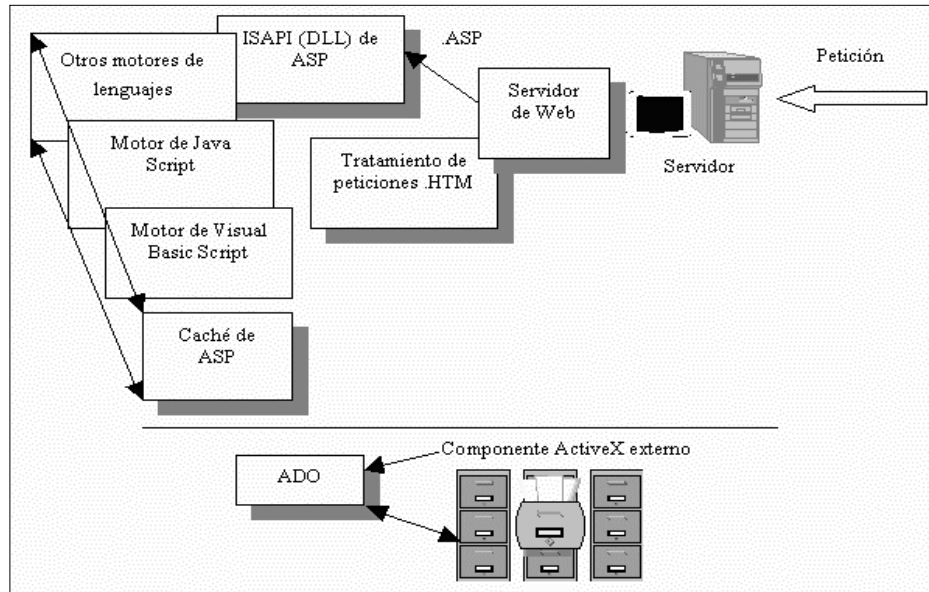 ISAPI (DLL) de
ASP
.ASP
Petición
Otros motores de
lenguajes
Servidor
de Web
Motor de Java
Script
Tratamiento de
peticiones .HTM
Servidor
Motor de Visual
Basic Script
Caché de
ASP
Componente ActiveX externo
ADO